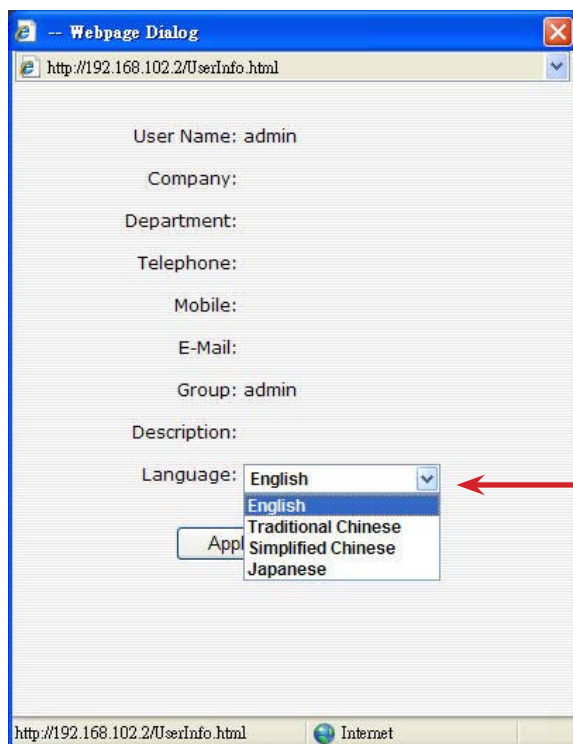 -- Webpage Dialog
http://192.168.102.2/UserInfo.html
User Name: admin
Company:
Department:
Telephone:
Mobile:
E-Mail:
Group: admin
Description:
Language: English
English
Traditional Chinese
Appl Simplified Chinese
Japanese
http://192.168.102.2/UserInfo.html Internet